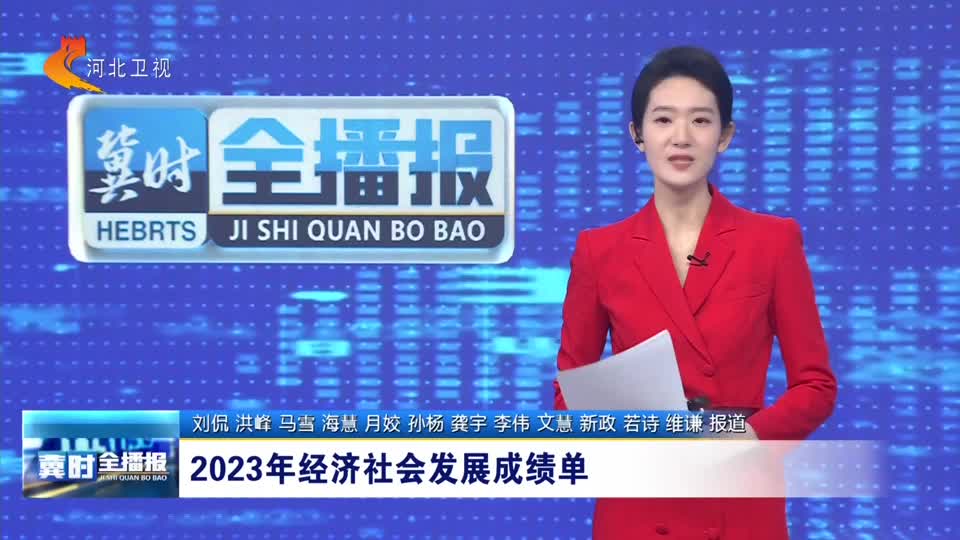 河北卫视
冀时
全播报
HEBRTS
JI SHI QUAN BO BAO
刘侃 洪峰 马雪 海慧 月姣 孙杨 龚宇 李伟 文慧 新政 若诗 维谦 报道
冀时 全播报
JI SHI QUAN BO BAO
2023年经济社会发展成绩单